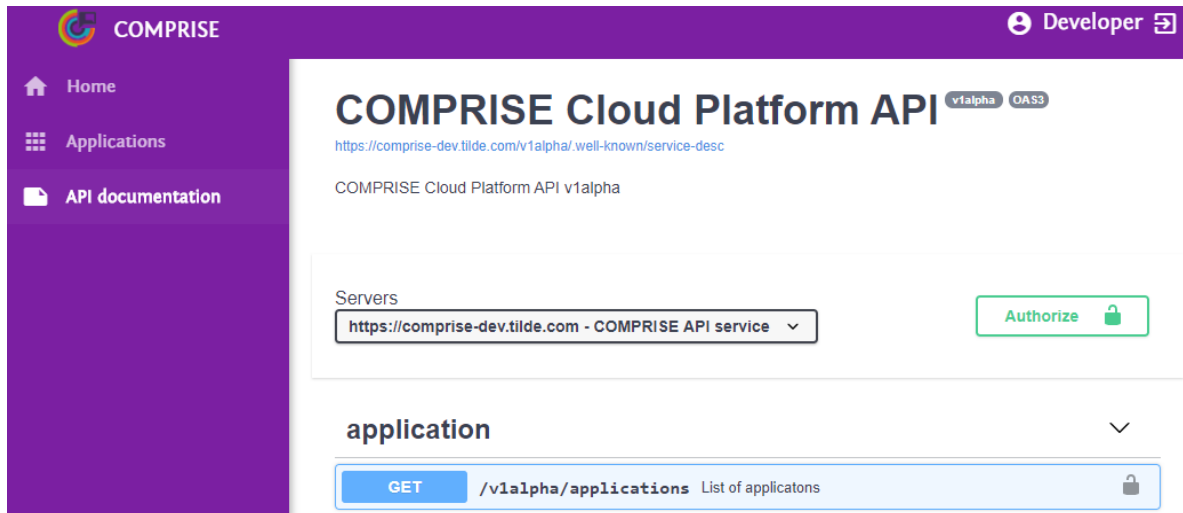 COMPRISE
Developer
Home
Applications
API documentation
COMPRISE Cloud Platform API v1alpha OAS3
https://comprise-dev.tilde.com/v1alpha/.well-known/service-desc
COMPRISE Cloud Platform API v1alpha
Servers
https://comprise-dev.tilde.com - COMPRISE API service
Authorize
application
GET /v1alpha/applications List of applicatons